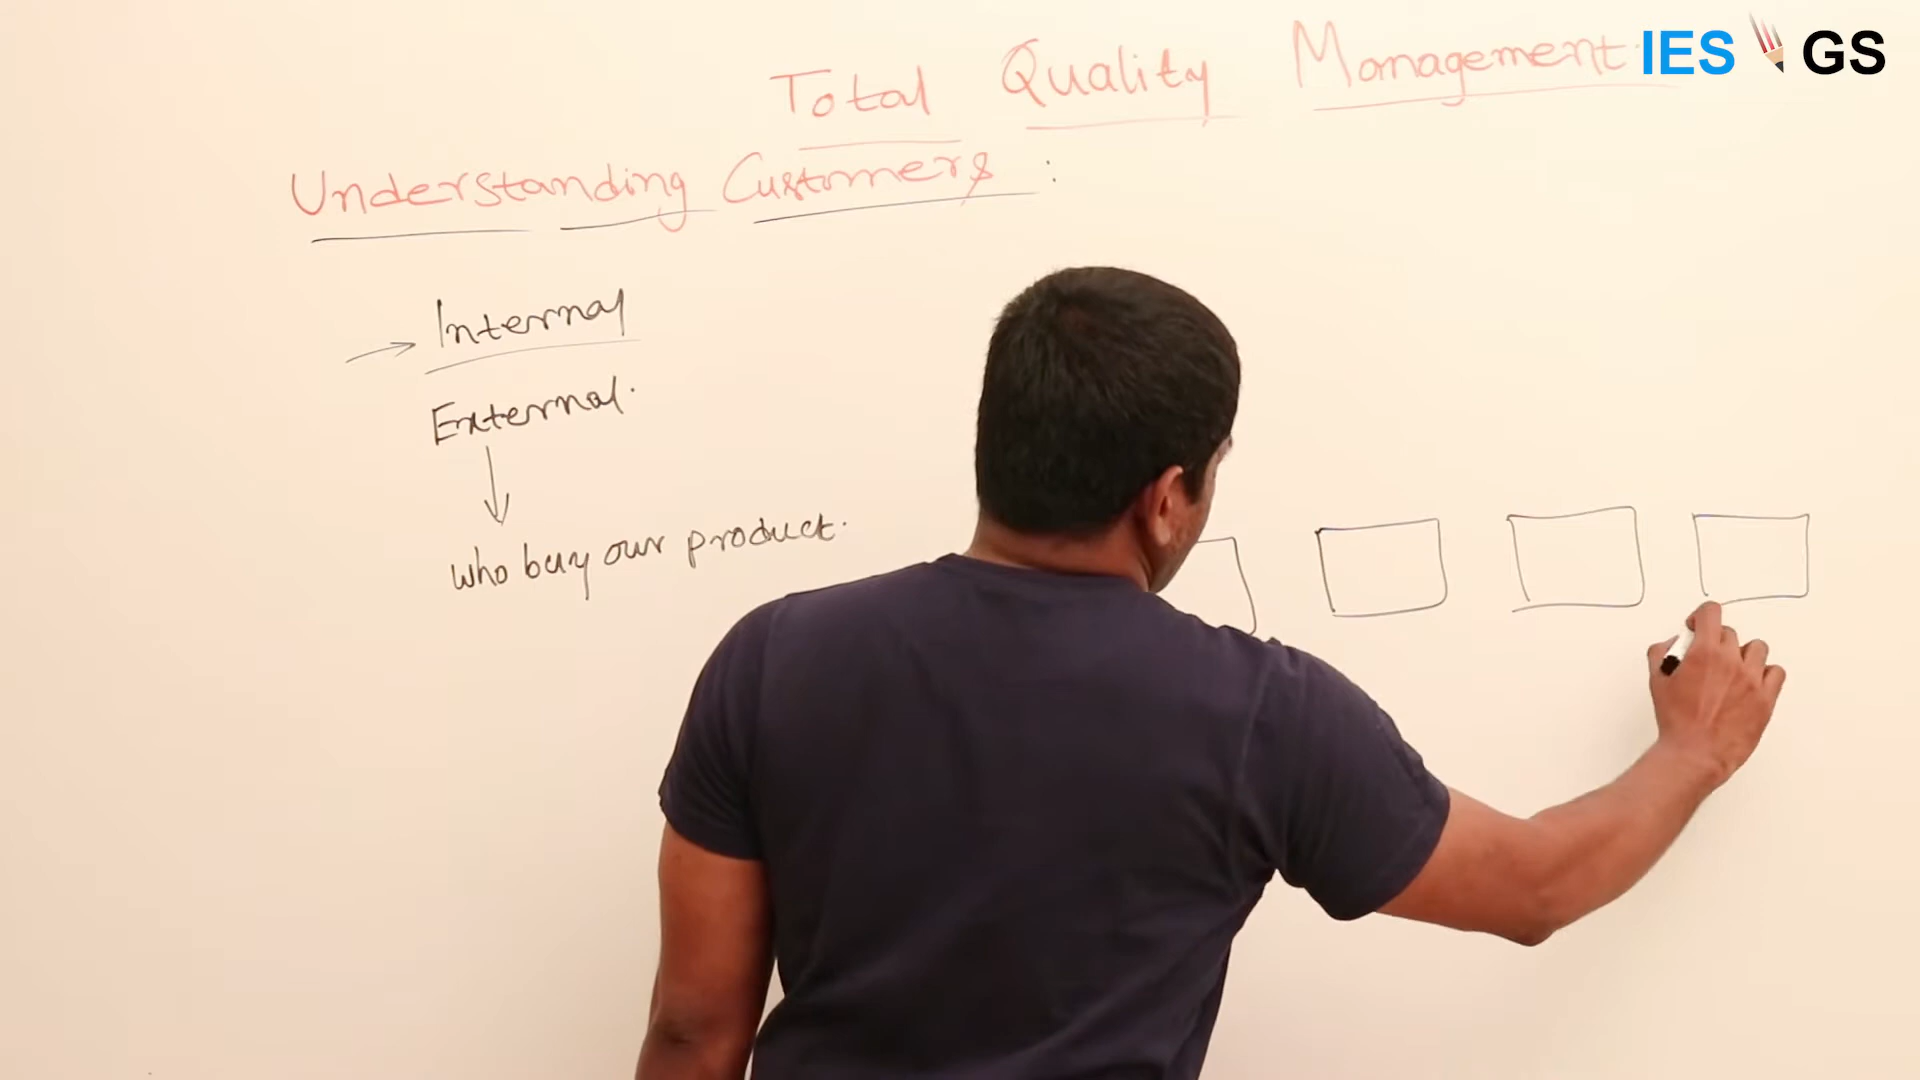 Total Quality Management
IES GS
Understanding Customers :
→ Internal
External.
who buy our product.